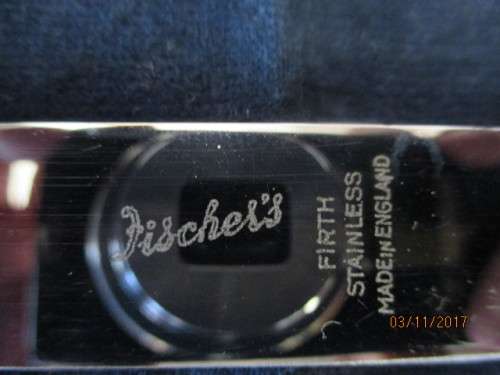 Fischer's
FIRTH
STAINLESS
MADE IN ENGLAND
03/11/2017